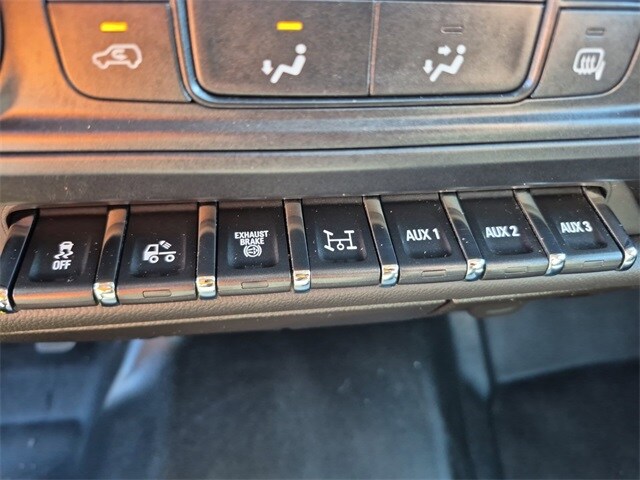 OFF
EXHAUST
BRAKE
AUX 1
AUX 2
AUX 3